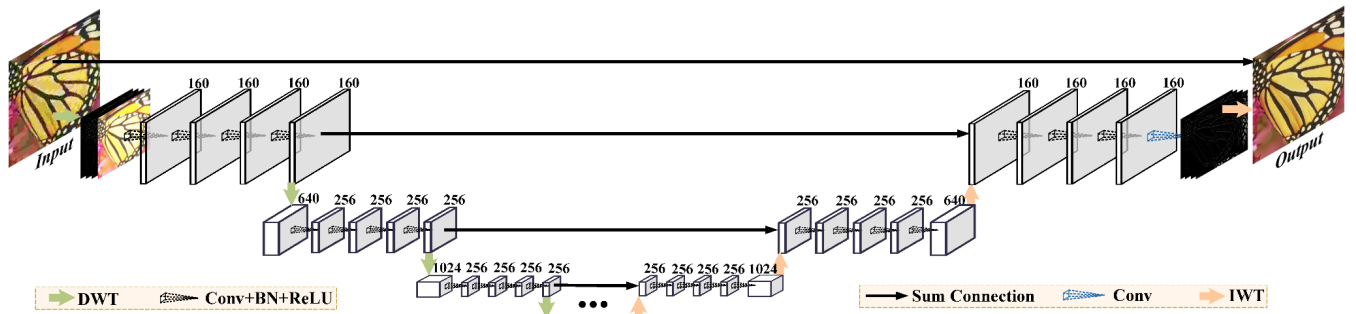 160 160 160 160 160 160 160 160
Input
Output
640 256 256 256 256 256 256 256 256 640
1024 256 256 256 256 256 256 256 256 1024
•••
DWT Conv+BN+ReLU
Sum Connection Conv IWT